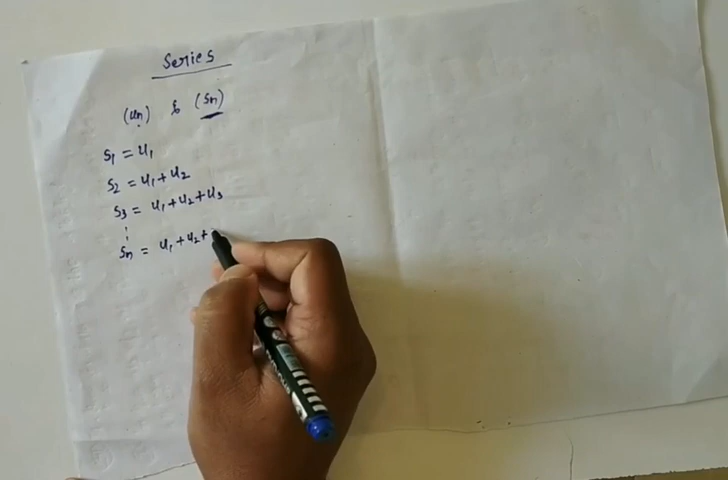 Series
(un) & (sn)
s1 = u1
s2 = u1 + u2
s3 = u1 + u2 + u3
⋮
sn = u1 + u2 +